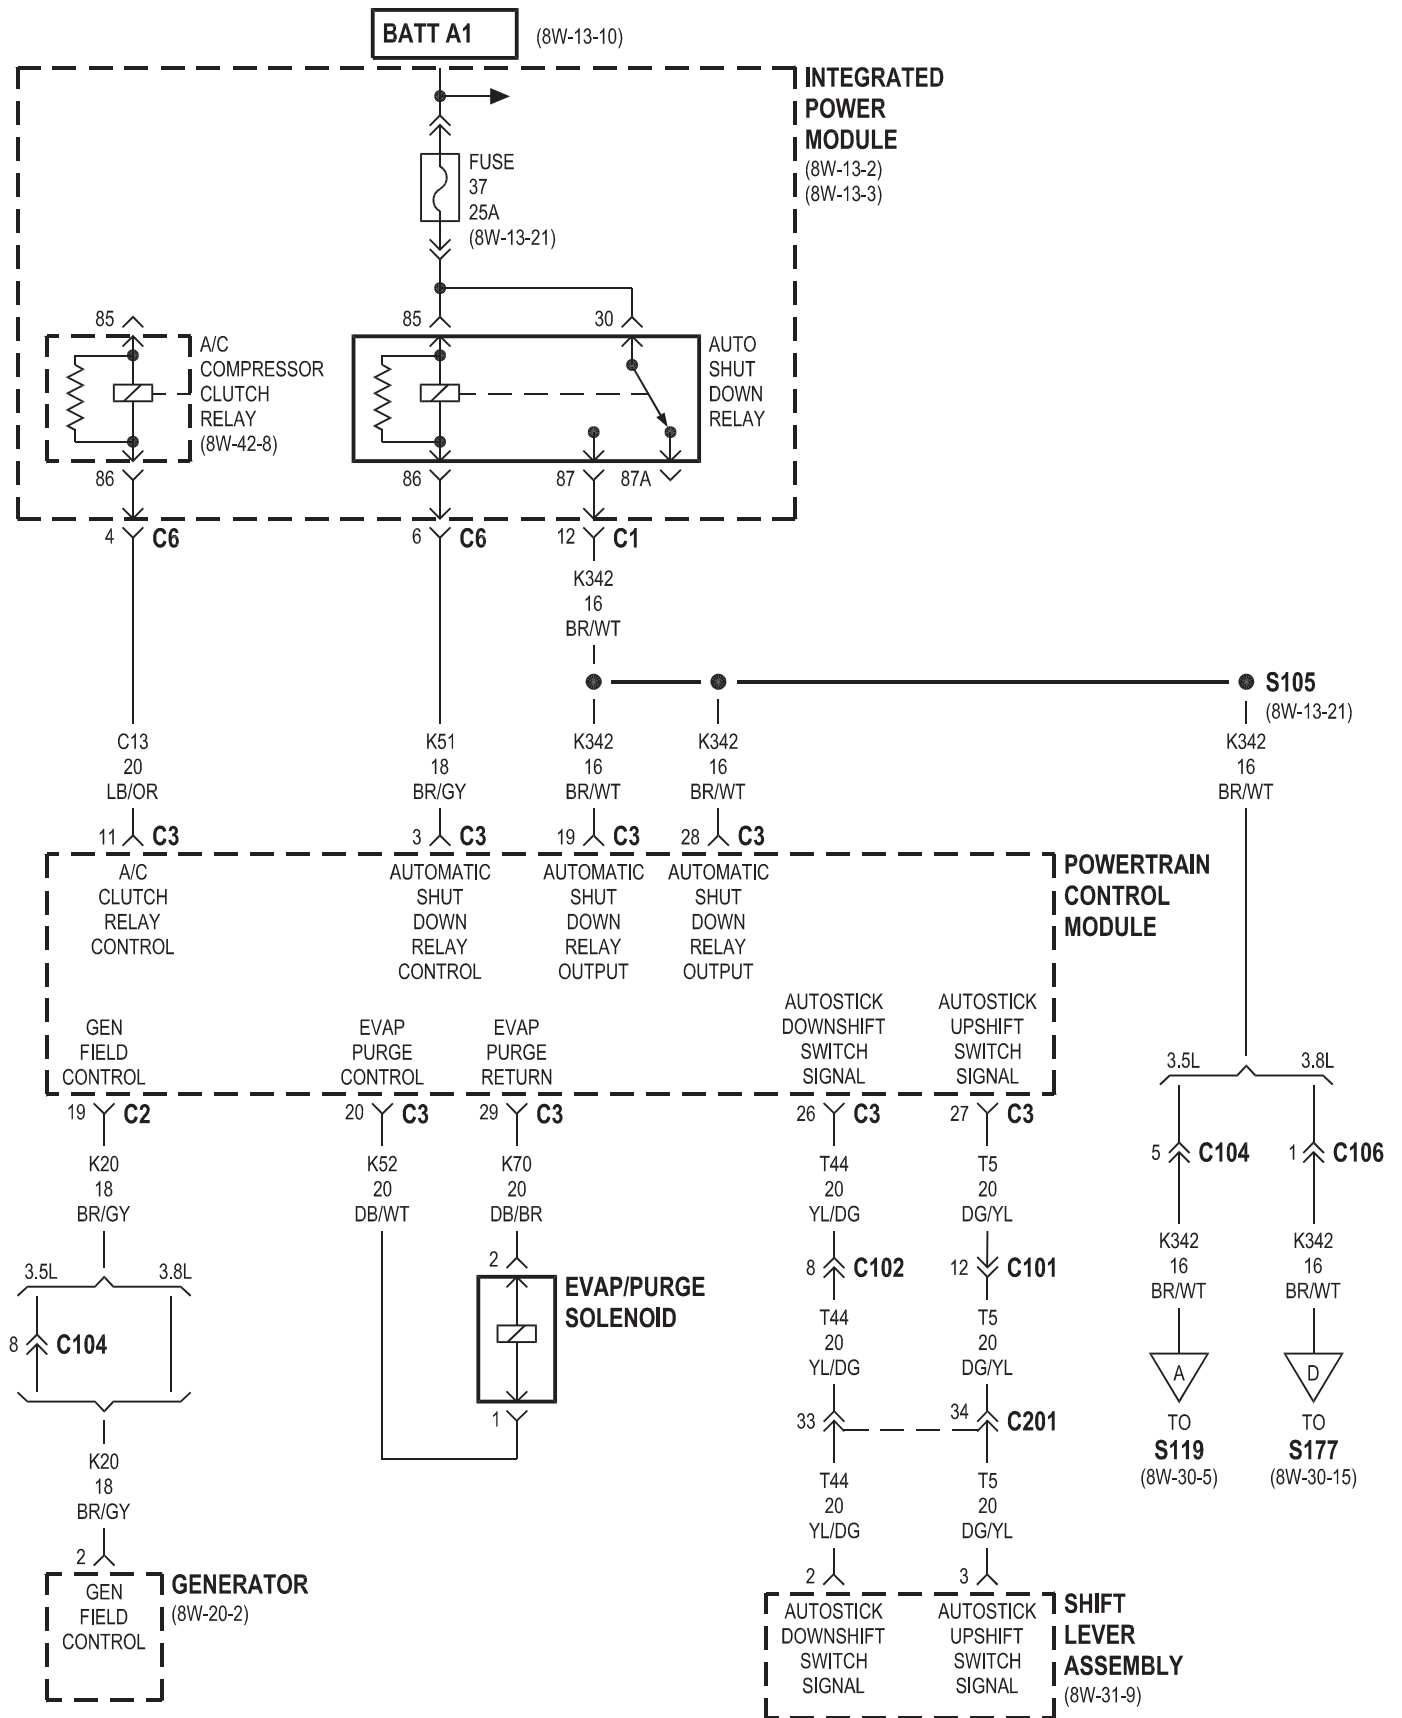 BATT A1
(8W-13-10)
INTEGRATED
POWER
MODULE
(8W-13-2)
(8W-13-3)
FUSE
37
25A
(8W-13-21)
85
85
30
A/C
COMPRESSOR
CLUTCH
RELAY
(8W-42-8)
AUTO
SHUT
DOWN
RELAY
86
86
87
87A
4
C6
6
C6
12
C1
K342
16
BR/WT
S105
(8W-13-21)
C13
20
LB/OR
K51
18
BR/GY
K342
16
BR/WT
K342
16
BR/WT
K342
16
BR/WT
11
C3
3
C3
19
C3
28
C3
POWERTRAIN
CONTROL
MODULE
A/C
CLUTCH
RELAY
CONTROL
AUTOMATIC
SHUT
DOWN
RELAY
CONTROL
AUTOMATIC
SHUT
DOWN
RELAY
OUTPUT
AUTOMATIC
SHUT
DOWN
RELAY
OUTPUT
GEN
FIELD
CONTROL
EVAP
PURGE
CONTROL
EVAP
PURGE
RETURN
AUTOSTICK
DOWNSHIFT
SWITCH
SIGNAL
AUTOSTICK
UPSHIFT
SWITCH
SIGNAL
3.5L
3.8L
19
C2
20
C3
29
C3
26
C3
27
C3
5
C104
1
C106
K20
18
BR/GY
K52
20
DB/WT
K70
20
DB/BR
T44
20
YL/DG
T5
20
DG/YL
K342
16
BR/WT
K342
16
BR/WT
3.5L
3.8L
2
EVAP/PURGE
SOLENOID
8
C102
12
C101
8
C104
T44
20
YL/DG
T5
20
DG/YL
A
D
1
33
34
C201
TO
S119
(8W-30-5)
TO
S177
(8W-30-15)
K20
18
BR/GY
T44
20
YL/DG
T5
20
DG/YL
2
GEN
FIELD
CONTROL
GENERATOR
(8W-20-2)
2
3
AUTOSTICK
DOWNSHIFT
SWITCH
SIGNAL
AUTOSTICK
UPSHIFT
SWITCH
SIGNAL
SHIFT
LEVER
ASSEMBLY
(8W-31-9)